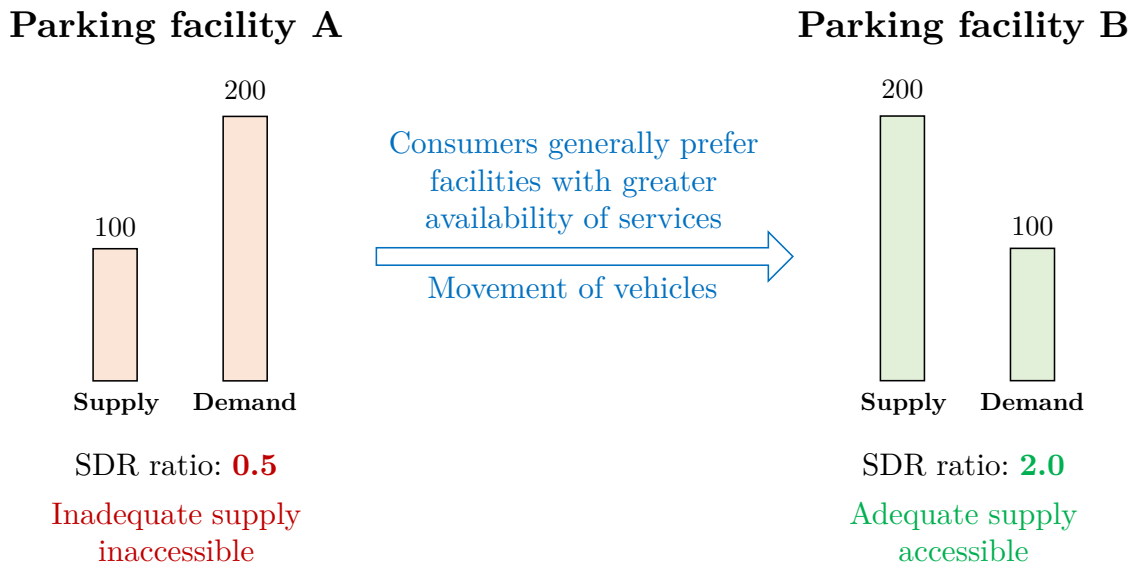 Parking facility A
100
200
Supply
Demand
SDR ratio: 0.5
Inadequate supply
inaccessible
Consumers generally prefer
facilities with greater
availability of services
Movement of vehicles
Parking facility B
200
100
Supply
Demand
SDR ratio: 2.0
Adequate supply
accessible